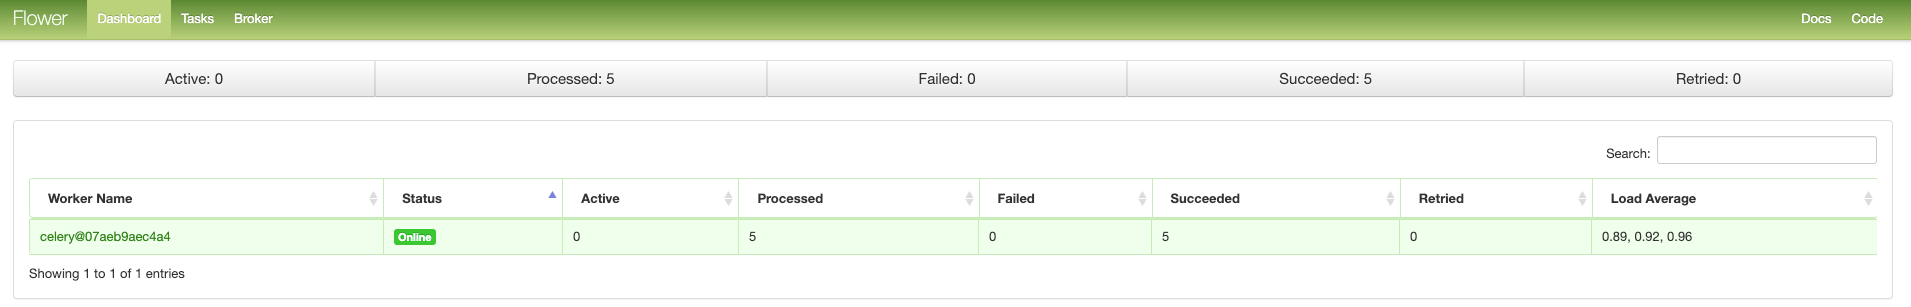 Flower Dashboard Tasks Broker Docs Code
Active: 0 Processed: 5 Failed: 0 Succeeded: 5 Retried: 0
Search:
Worker Name Status Active Processed Failed Succeeded Retried Load Average
celery@07aeb9aec4a4 Online 0 5 0 5 0 0.89, 0.92, 0.96
Showing 1 to 1 of 1 entries